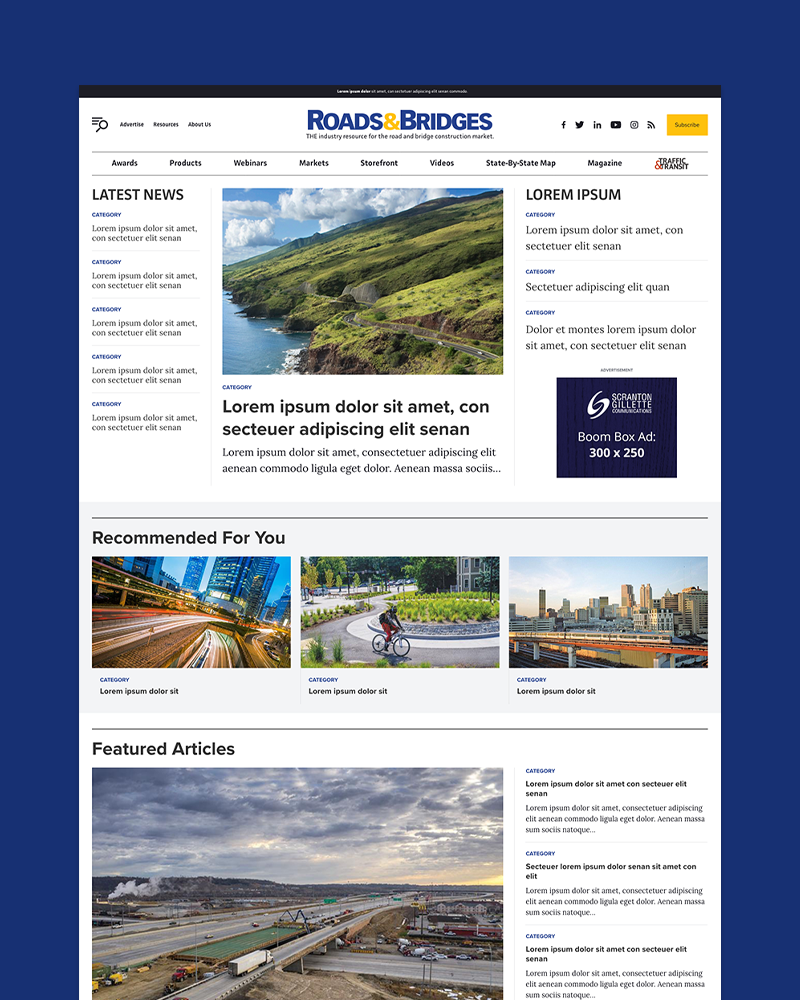 Lorem ipsum dolor sit amet, con sectetuer adipiscing elit senan commodo.
Advertise Resources About Us
ROADS&BRIDGES
THE industry resource for the road and bridge construction market.
Subscribe
Awards Products Webinars Markets Storefront Videos State-By-State Map Magazine
TRAFFIC
&TRANSIT
LATEST NEWS
CATEGORY
Lorem ipsum dolor sit amet,
con sectetuer elit senan
CATEGORY
Lorem ipsum dolor sit amet,
con sectetuer elit senan
CATEGORY
Lorem ipsum dolor sit amet,
con sectetuer elit senan
CATEGORY
Lorem ipsum dolor sit amet,
con sectetuer elit senan
CATEGORY
Lorem ipsum dolor sit amet,
con sectetuer elit senan
CATEGORY
Lorem ipsum dolor sit amet, con
secteuer adipiscing elit senan
Lorem ipsum dolor sit amet, consectetuer adipiscing elit
aenean commodo ligula eget dolor. Aenean massa sociis...
LOREM IPSUM
CATEGORY
Lorem ipsum dolor sit amet, con
sectetuer elit senan
CATEGORY
Sectetuer adipiscing elit quan
CATEGORY
Dolor et montes lorem ipsum dolor
sit amet, con sectetuer elit senan
ADVERTISEMENT
SCRANTON
GILLETTE
COMMUNICATIONS
Boom Box Ad:
300 x 250
Recommended For You
CATEGORY
Lorem ipsum dolor sit
CATEGORY
Lorem ipsum dolor sit
CATEGORY
Lorem ipsum dolor sit
Featured Articles
CATEGORY
Lorem ipsum dolor sit amet con secteuer elit
senan
Lorem ipsum dolor sit amet, consectetuer adipiscing
elit aenean commodo ligula eget dolor. Aenean massa
sum sociis natoque...
CATEGORY
Secteuer lorem ipsum dolor senan sit amet con
elit
Lorem ipsum dolor sit amet, consectetuer adipiscing
elit aenean commodo ligula eget dolor. Aenean massa
sum sociis natoque...
CATEGORY
Lorem ipsum dolor sit amet con secteuer elit
senan
Lorem ipsum dolor sit amet, consectetuer adipiscing
elit aenean commodo ligula eget dolor. Aenean massa
sum sociis natoque...